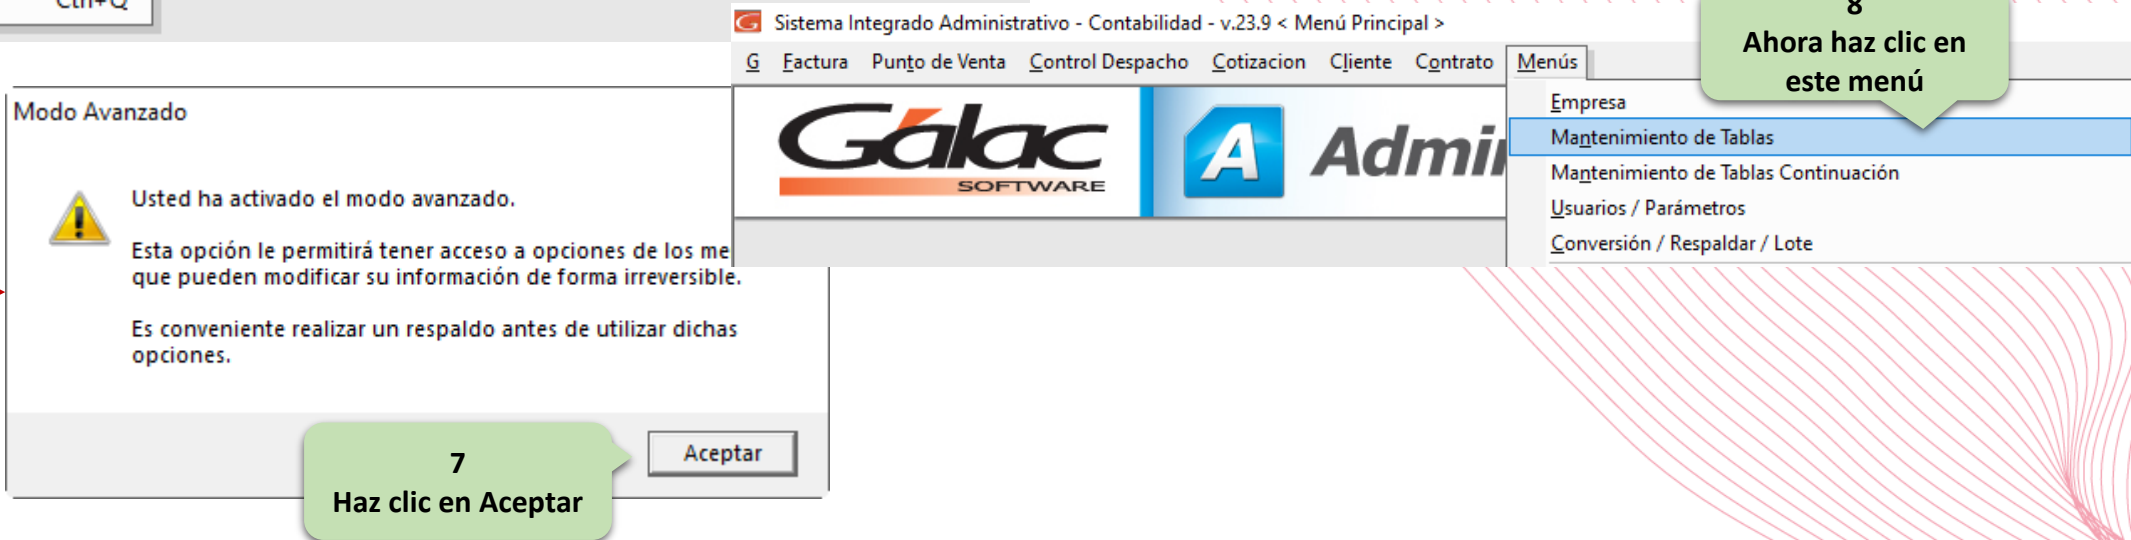 Ctrl+Q
Modo Avanzado
Usted ha activado el modo avanzado.
Esta opción le permitirá tener acceso a opciones de los me
que pueden modificar su información de forma irreversible.
Es conveniente realizar un respaldo antes de utilizar dichas
opciones.
Aceptar
7
Haz clic en Aceptar
Sistema Integrado Administrativo - Contabilidad - v.23.9 < Menú Principal >
G Factura Punto de Venta Control Despacho Cotizacion Cliente Contrato Menús
Gálac
SOFTWARE
A Admi
Empresa
Mantenimiento de Tablas
Mantenimiento de Tablas Continuación
Usuarios / Parámetros
Conversión / Respaldar / Lote
8
Ahora haz clic en
este menú